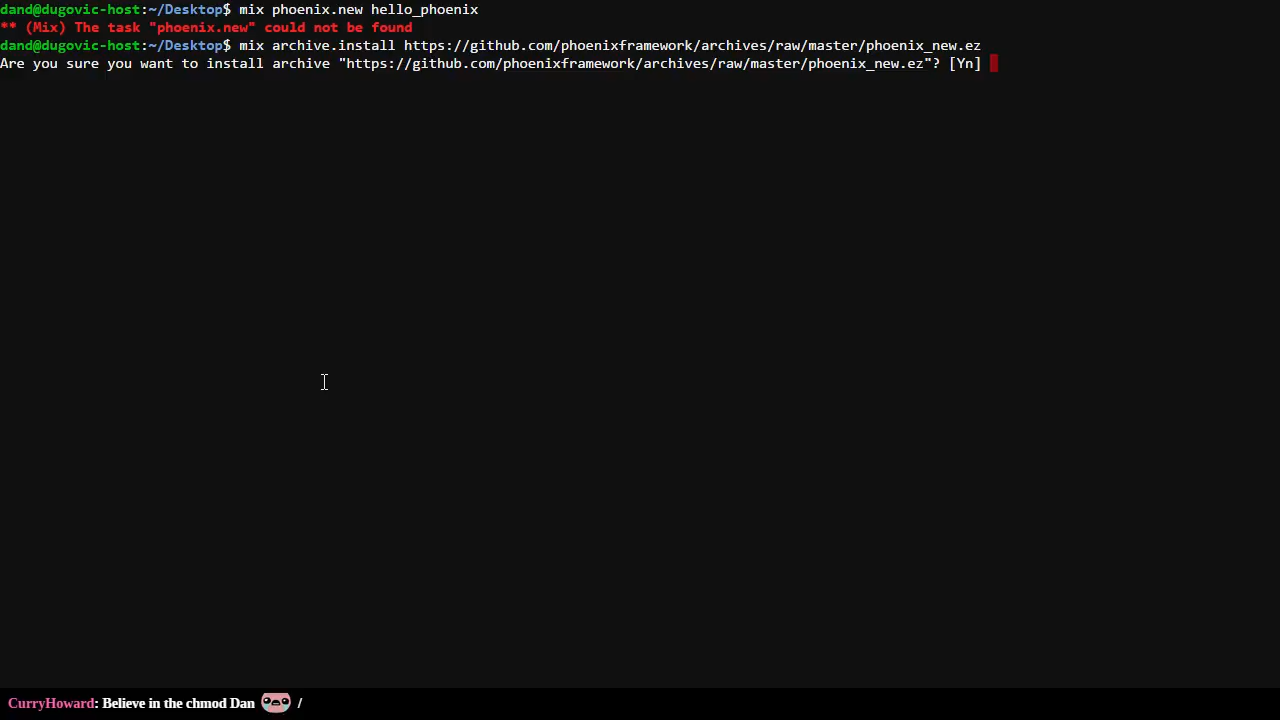 dand@dugovic-host:~/Desktop$ mix phoenix.new hello_phoenix
** (Mix) The task "phoenix.new" could not be found
dand@dugovic-host:~/Desktop$ mix archive.install https://github.com/phoenixframework/archives/raw/master/phoenix_new.ez
Are you sure you want to install archive "https://github.com/phoenixframework/archives/raw/master/phoenix_new.ez"? [Yn]
CurryHoward: Believe in the chmod Dan /